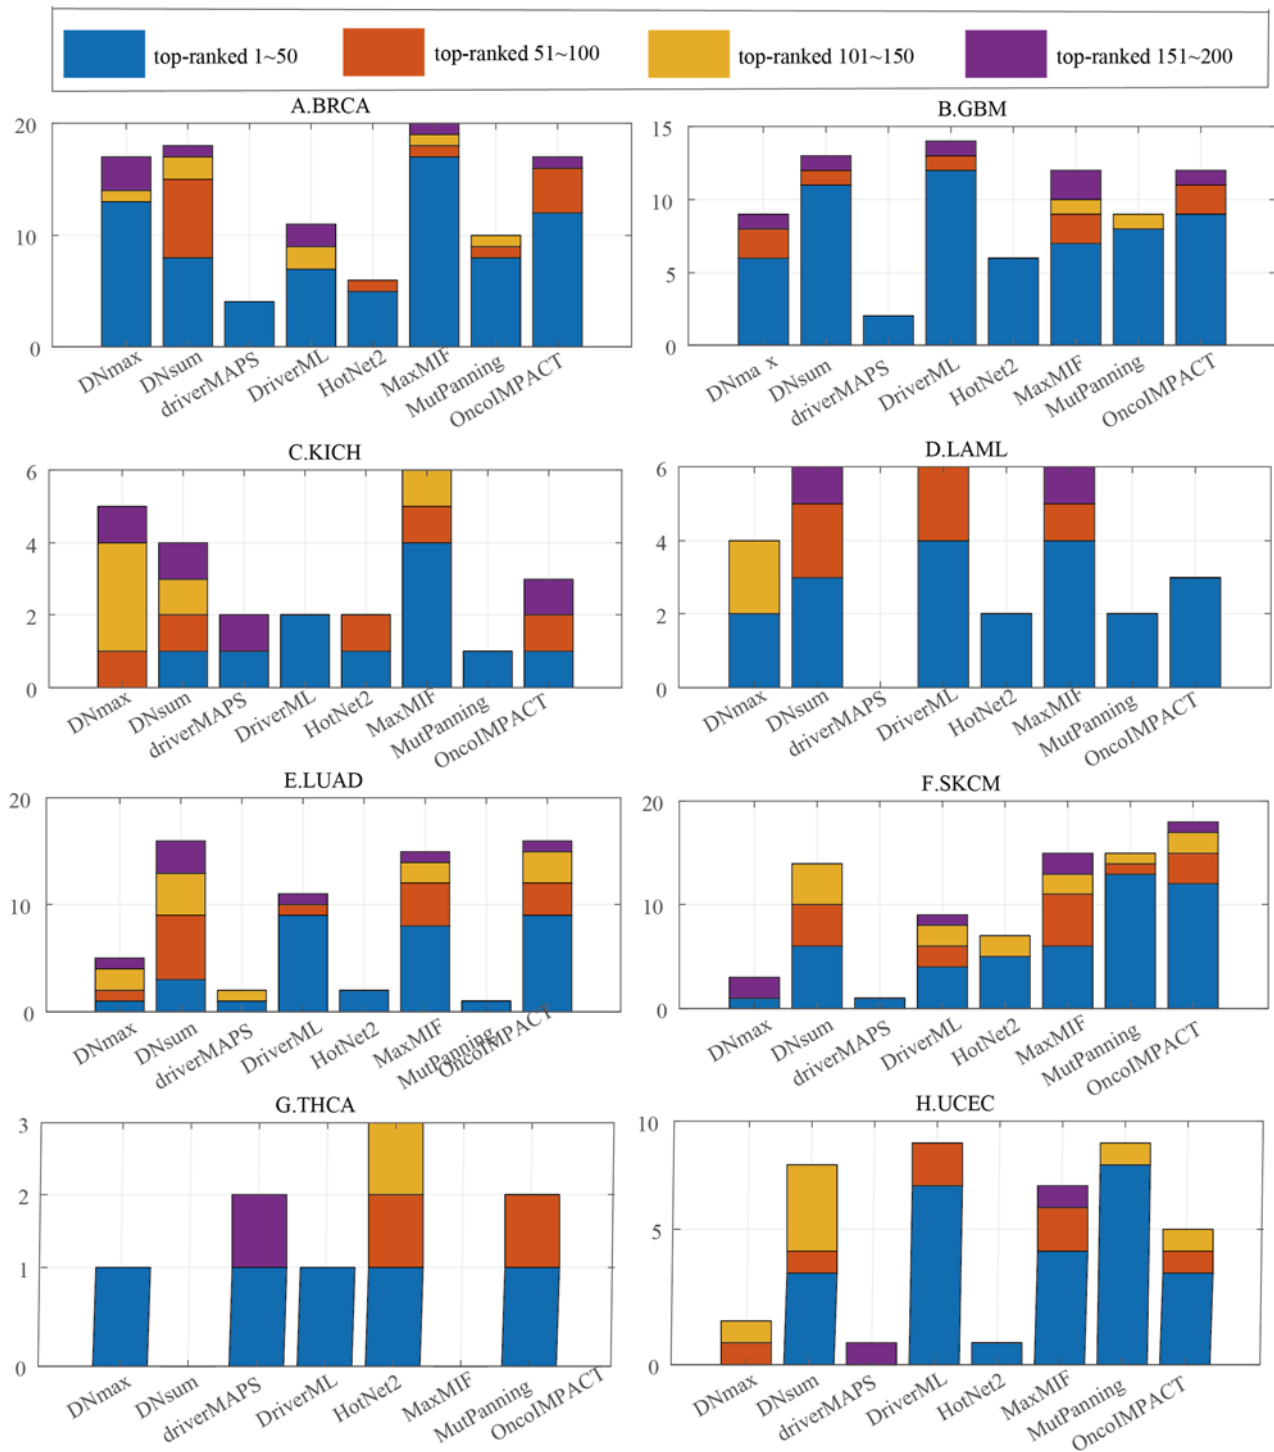 top-ranked 1~50 top-ranked 51~100 top-ranked 101~150 top-ranked 151~200
A.BRCA
20
10
0
DNmax DNsum driverMAPS DriverML HotNet2 MaxMIF MutPanning OncoIMPACT
B.GBM
15
10
5
0
DNma x DNsum driverMAPS DriverML HotNet2 MaxMIF MutPanning OncoIMPACT
C.KICH
6
4
2
0
DNmax DNsum driverMAPS DriverML HotNet2 MaxMIF MutPanning OncoIMPACT
D.LAML
6
4
2
0
DNmax DNsum driverMAPS DriverML HotNet2 MaxMIF MutPanning OncoIMPACT
E.LUAD
20
10
0
DNmax DNsum driverMAPS DriverML HotNet2 MaxMIF MutPanning OncoIMPACT
F.SKCM
20
10
0
DNmax DNsum driverMAPS DriverML HotNet2 MaxMIF MutPanning OncoIMPACT
G.THCA
3
2
1
0
DNmax DNsum driverMAPS DriverML HotNet2 MaxMIF MutPanning OncoIMPACT
H.UCEC
10
5
0
DNmax DNsum driverMAPS DriverML HotNet2 MaxMIF MutPanning OncoIMPACT